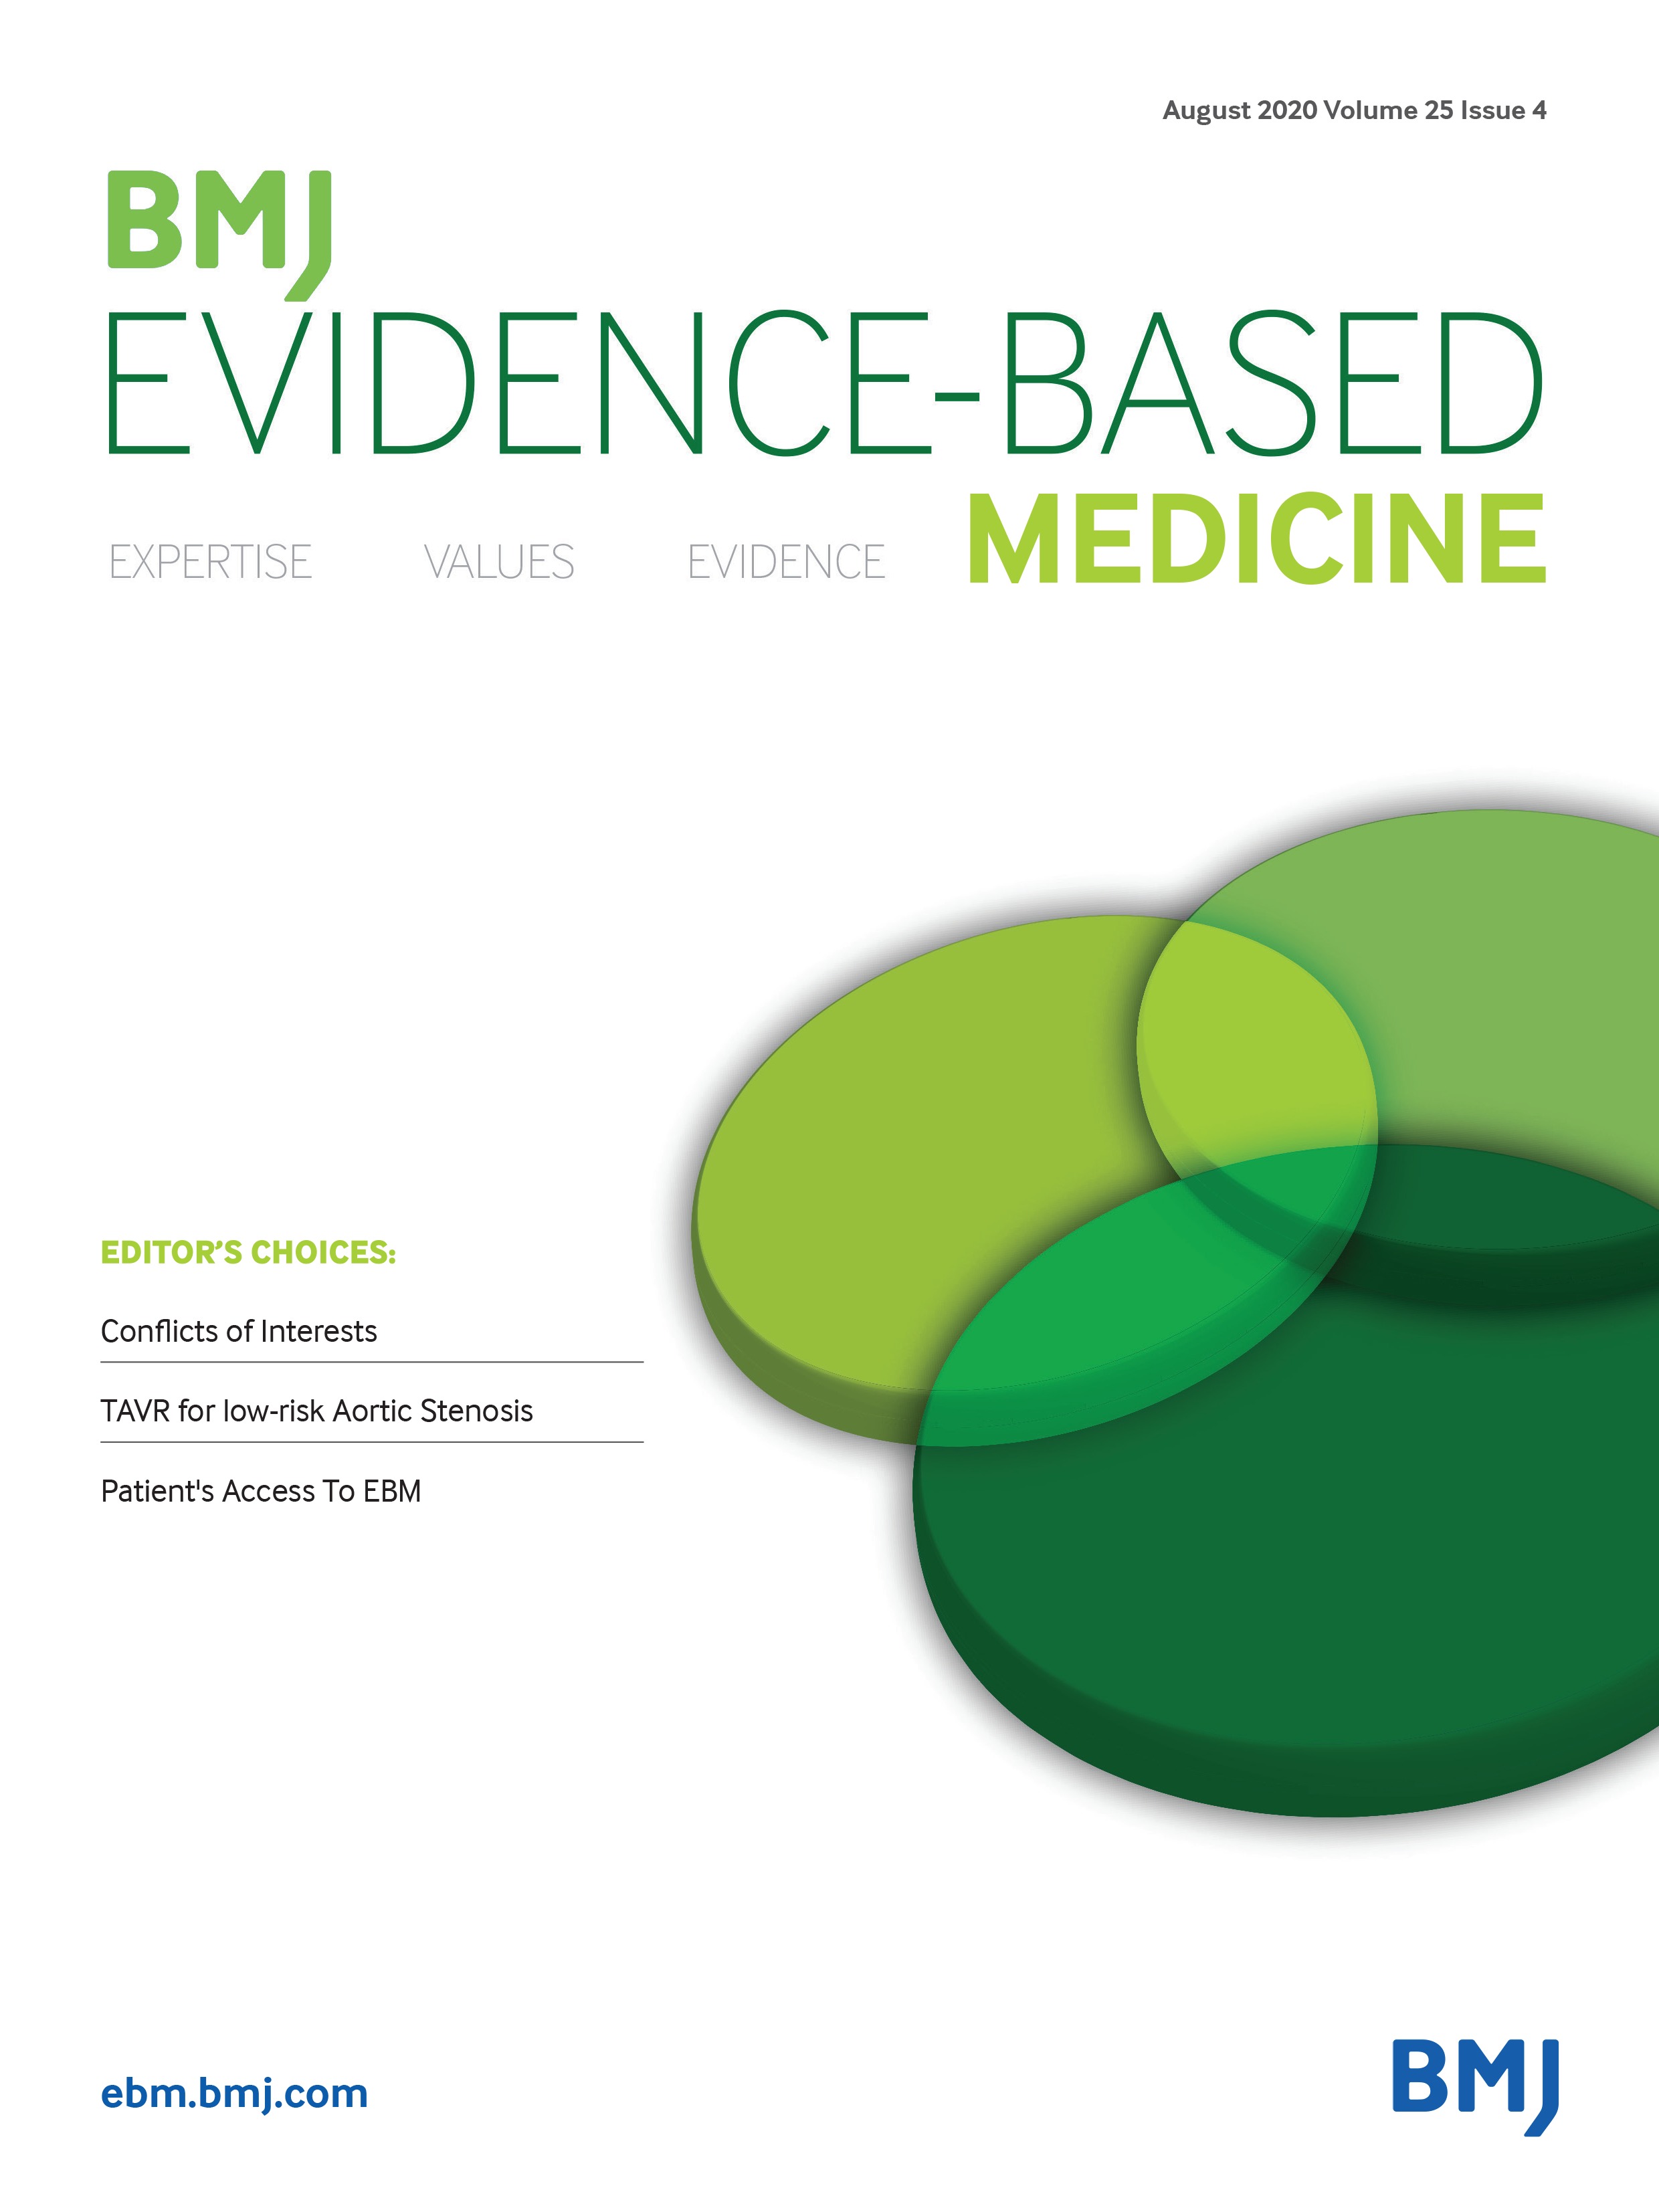 August 2020 Volume 25 Issue 4
BMJ
EVIDENCE-BASED
EXPERTISE VALUES EVIDENCE MEDICINE
EDITOR’S CHOICES:
Conflicts of Interests
TAVR for low-risk Aortic Stenosis
Patient's Access To EBM
ebm.bmj.com
BMJ